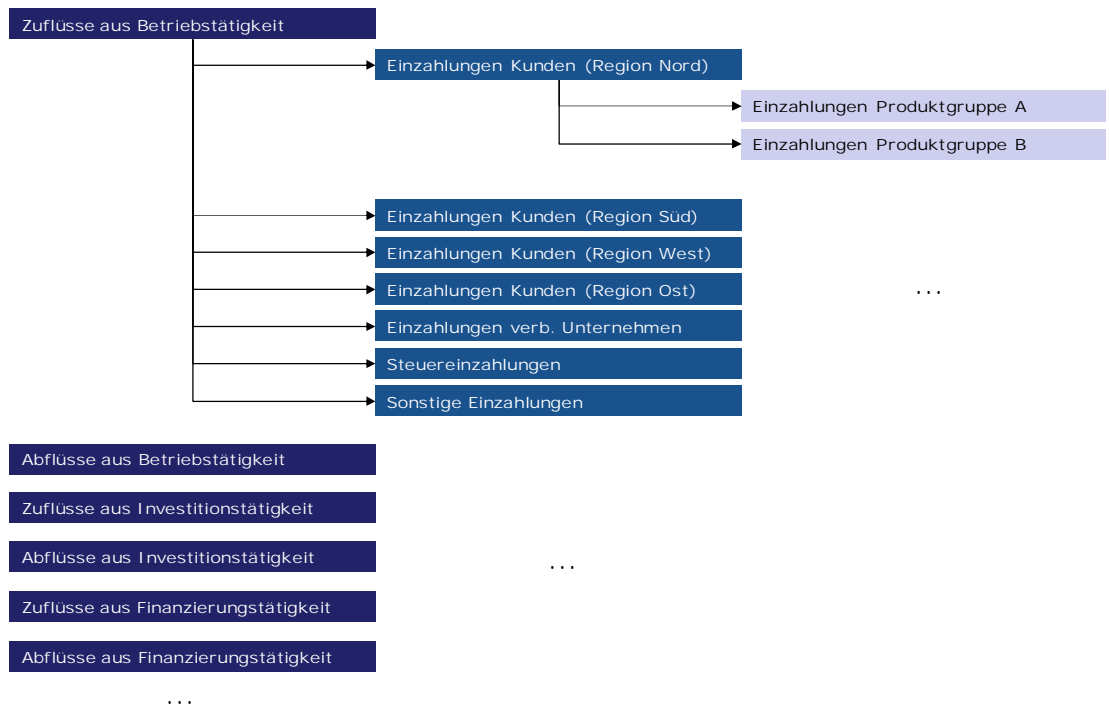 Zuflüsse aus Betriebstätigkeit
Einzahlungen Kunden (Region Nord)
Einzahlungen Produktgruppe A
Einzahlungen Produktgruppe B
Einzahlungen Kunden (Region Süd)
Einzahlungen Kunden (Region West)
Einzahlungen Kunden (Region Ost)
...
Einzahlungen verb. Unternehmen
Steuereinzahlungen
Sonstige Einzahlungen
Abflüsse aus Betriebstätigkeit
Zuflüsse aus Investitionstätigkeit
Abflüsse aus Investitionstätigkeit
...
Zuflüsse aus Finanzierungstätigkeit
Abflüsse aus Finanzierungstätigkeit
...